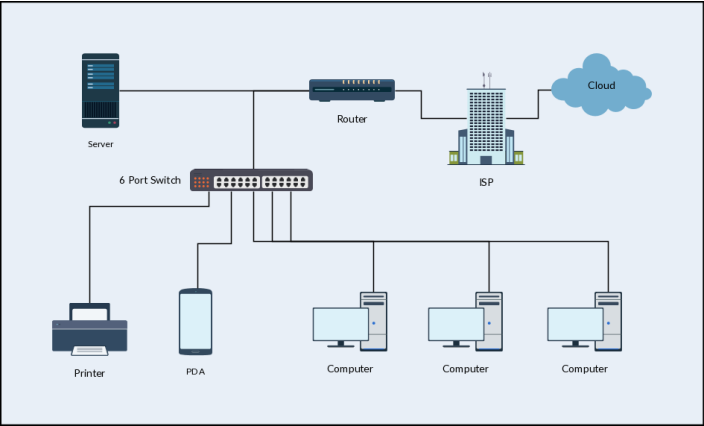 Cloud
Router
Server
6 Port Switch
ISP
Printer
PDA
Computer
Computer
Computer